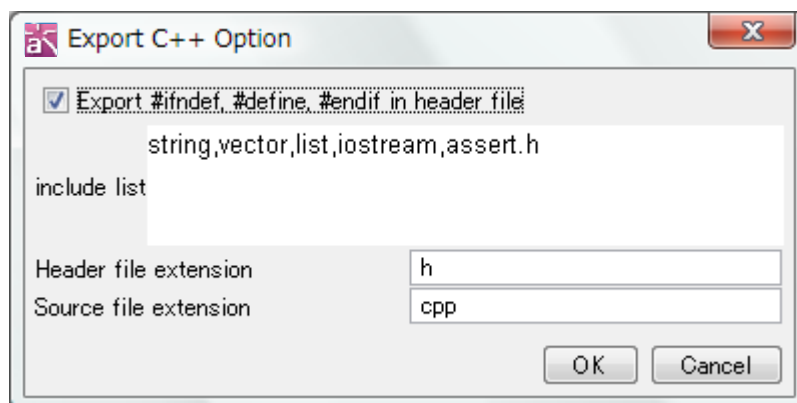 Export C++ Option
Export #ifndef, #define, #endif in header file
string,vector,list,iostream,assert.h
include list
Header file extension h
Source file extension cpp
OK Cancel